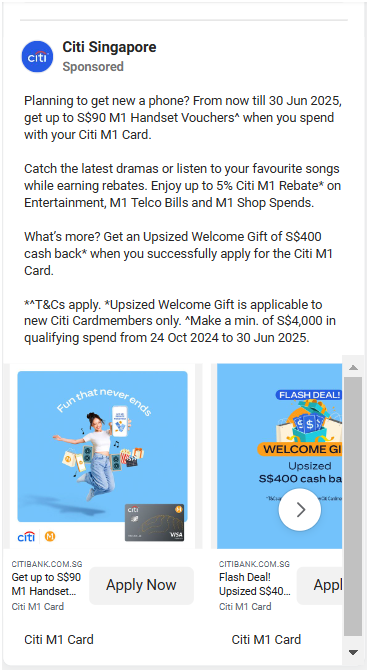 Citi Singapore
Sponsored
Planning to get new a phone? From now till 30 Jun 2025,
get up to S$90 M1 Handset Vouchers^ when you spend
with your Citi M1 Card.
Catch the latest dramas or listen to your favourite songs
while earning rebates. Enjoy up to 5% Citi M1 Rebate* on
Entertainment, M1 Telco Bills and M1 Shop Spends.
What's more? Get an Upsized Welcome Gift of S$400
cash back* when you successfully apply for the Citi M1
Card.
*^T&Cs apply. *Upsized Welcome Gift is applicable to
new Citi Cardmembers only. ^Make a min. of S$4,000 in
qualifying spend from 24 Oct 2024 to 30 Jun 2025.
Fun that never ends
citi
VISA
citi
FLASH DEAL!
WELCOME GI
Upsized
S$400 cash ba
CITIBANK.COM.SG
Get up to S$90
M1 Handset...
Citi M1 Card
Apply Now
CITIBANK.COM.SG
Flash Deal!
Upsized S$40...
Citi M1 Card
Appl
Citi M1 Card
Citi M1 Card